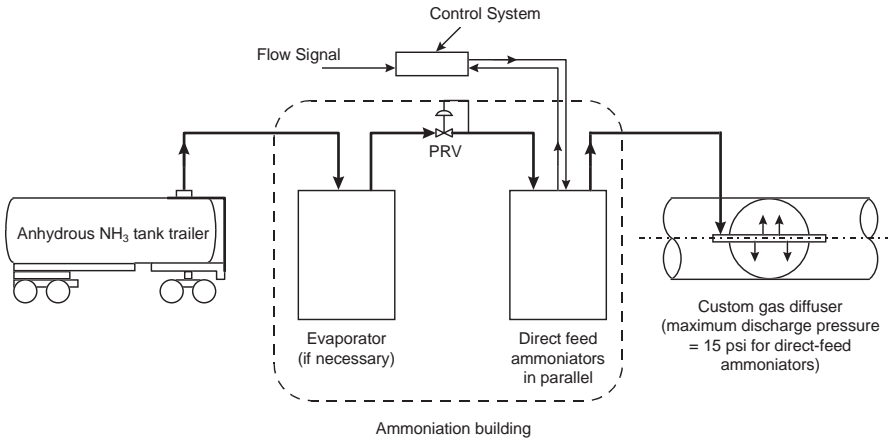 Control System
Flow Signal
PRV
Anhydrous NH₃ tank trailer
Evaporator
(if necessary)
Direct feed
ammoniators
in parallel
Custom gas diffuser
(maximum discharge pressure
= 15 psi for direct-feed
ammoniators)
Ammoniation building